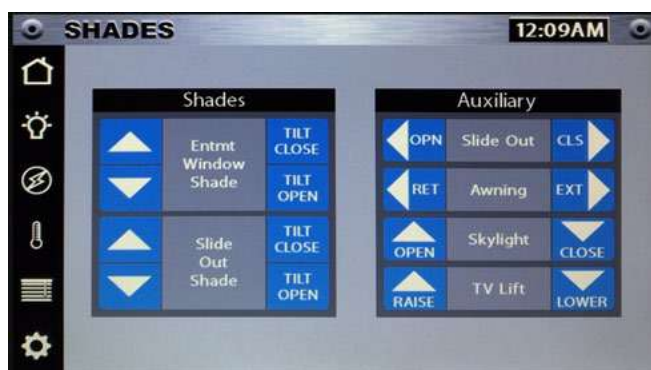 SHADES
12:09AM
Shades
Entmt
Window
Shade
TILT
CLOSE
TILT
OPEN
Slide
Out
Shade
TILT
CLOSE
TILT
OPEN
Auxiliary
OPN Slide Out CLS
RET Awning EXT
OPEN Skylight CLOSE
RAISE TV Lift LOWER